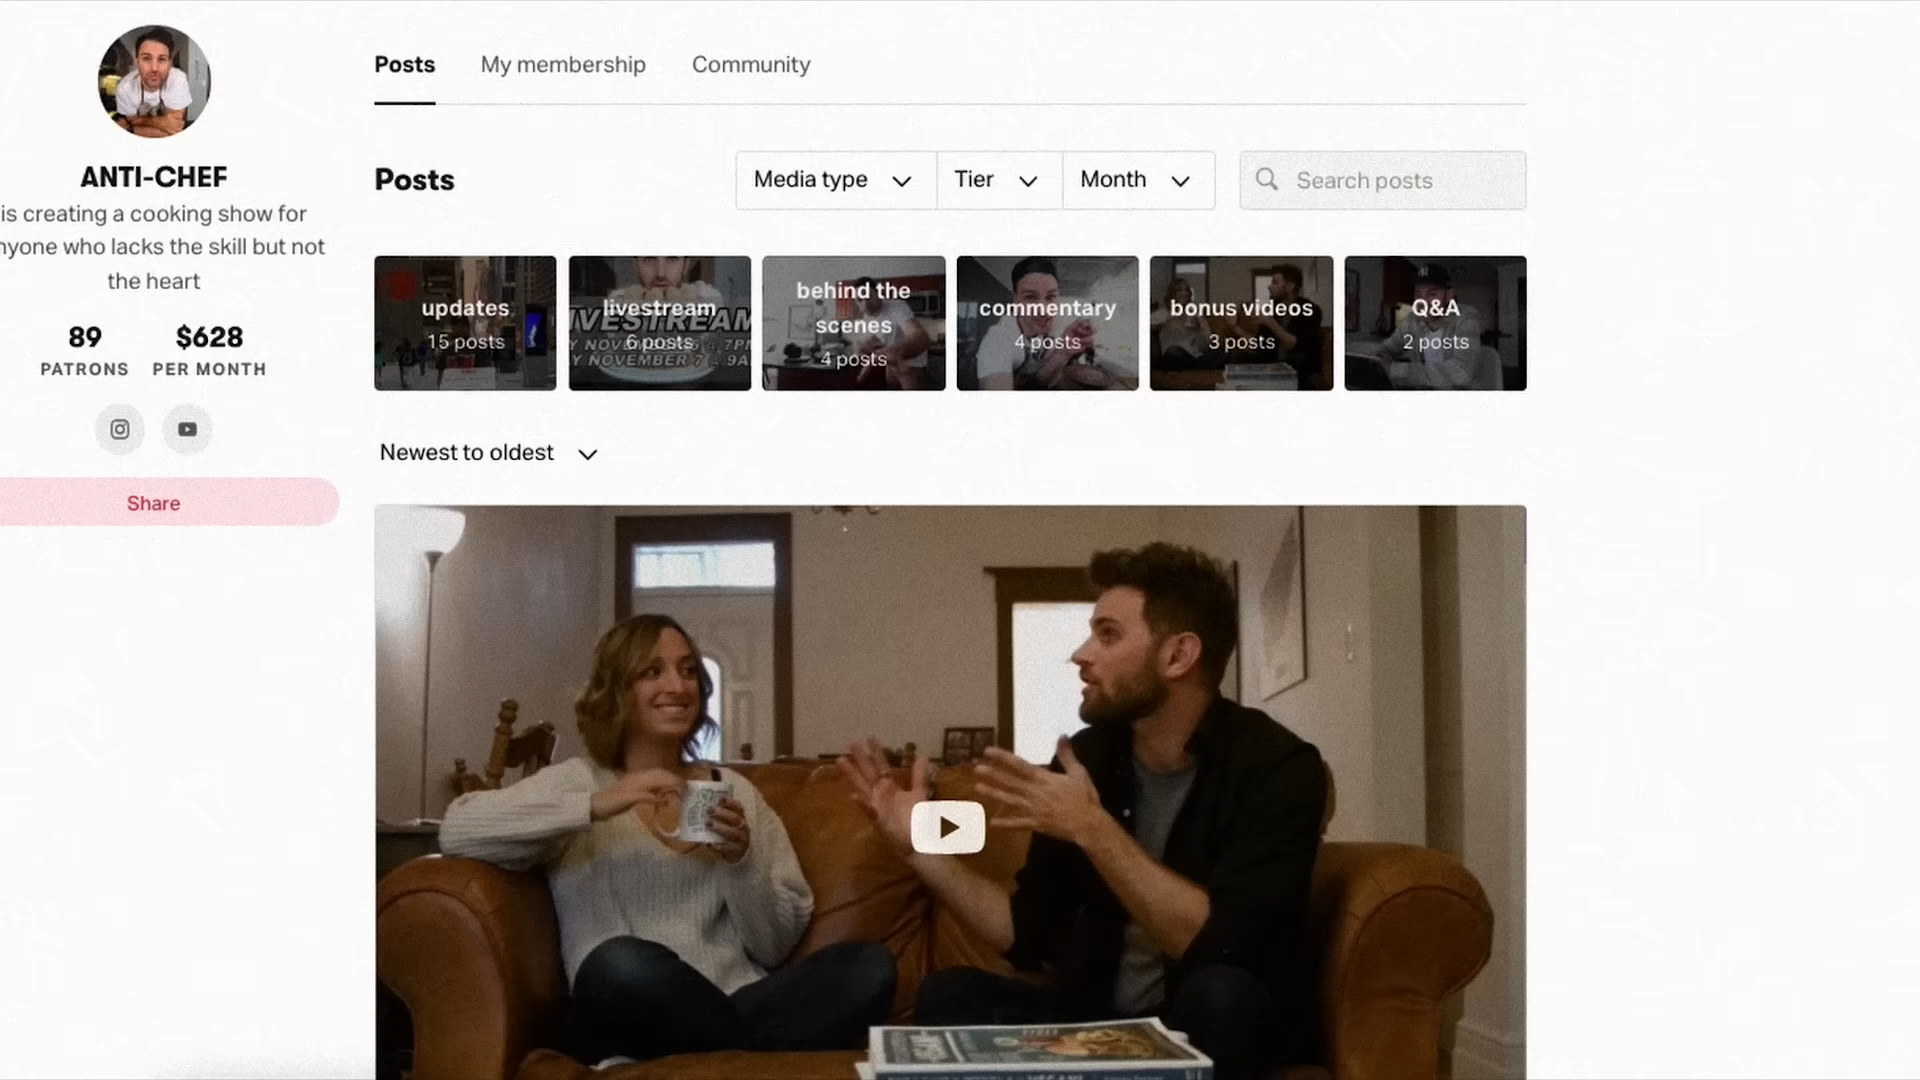 ANTI-CHEF
is creating a cooking show for
nyone who lacks the skill but not
the heart
89
PATRONS
$628
PER MONTH
Share
Posts
My membership
Community
Posts
Media type
Tier
Month
Search posts
updates
15 posts
livestream
6 posts
behind the
scenes
4 posts
commentary
4 posts
bonus videos
3 posts
Q&A
2 posts
Newest to oldest